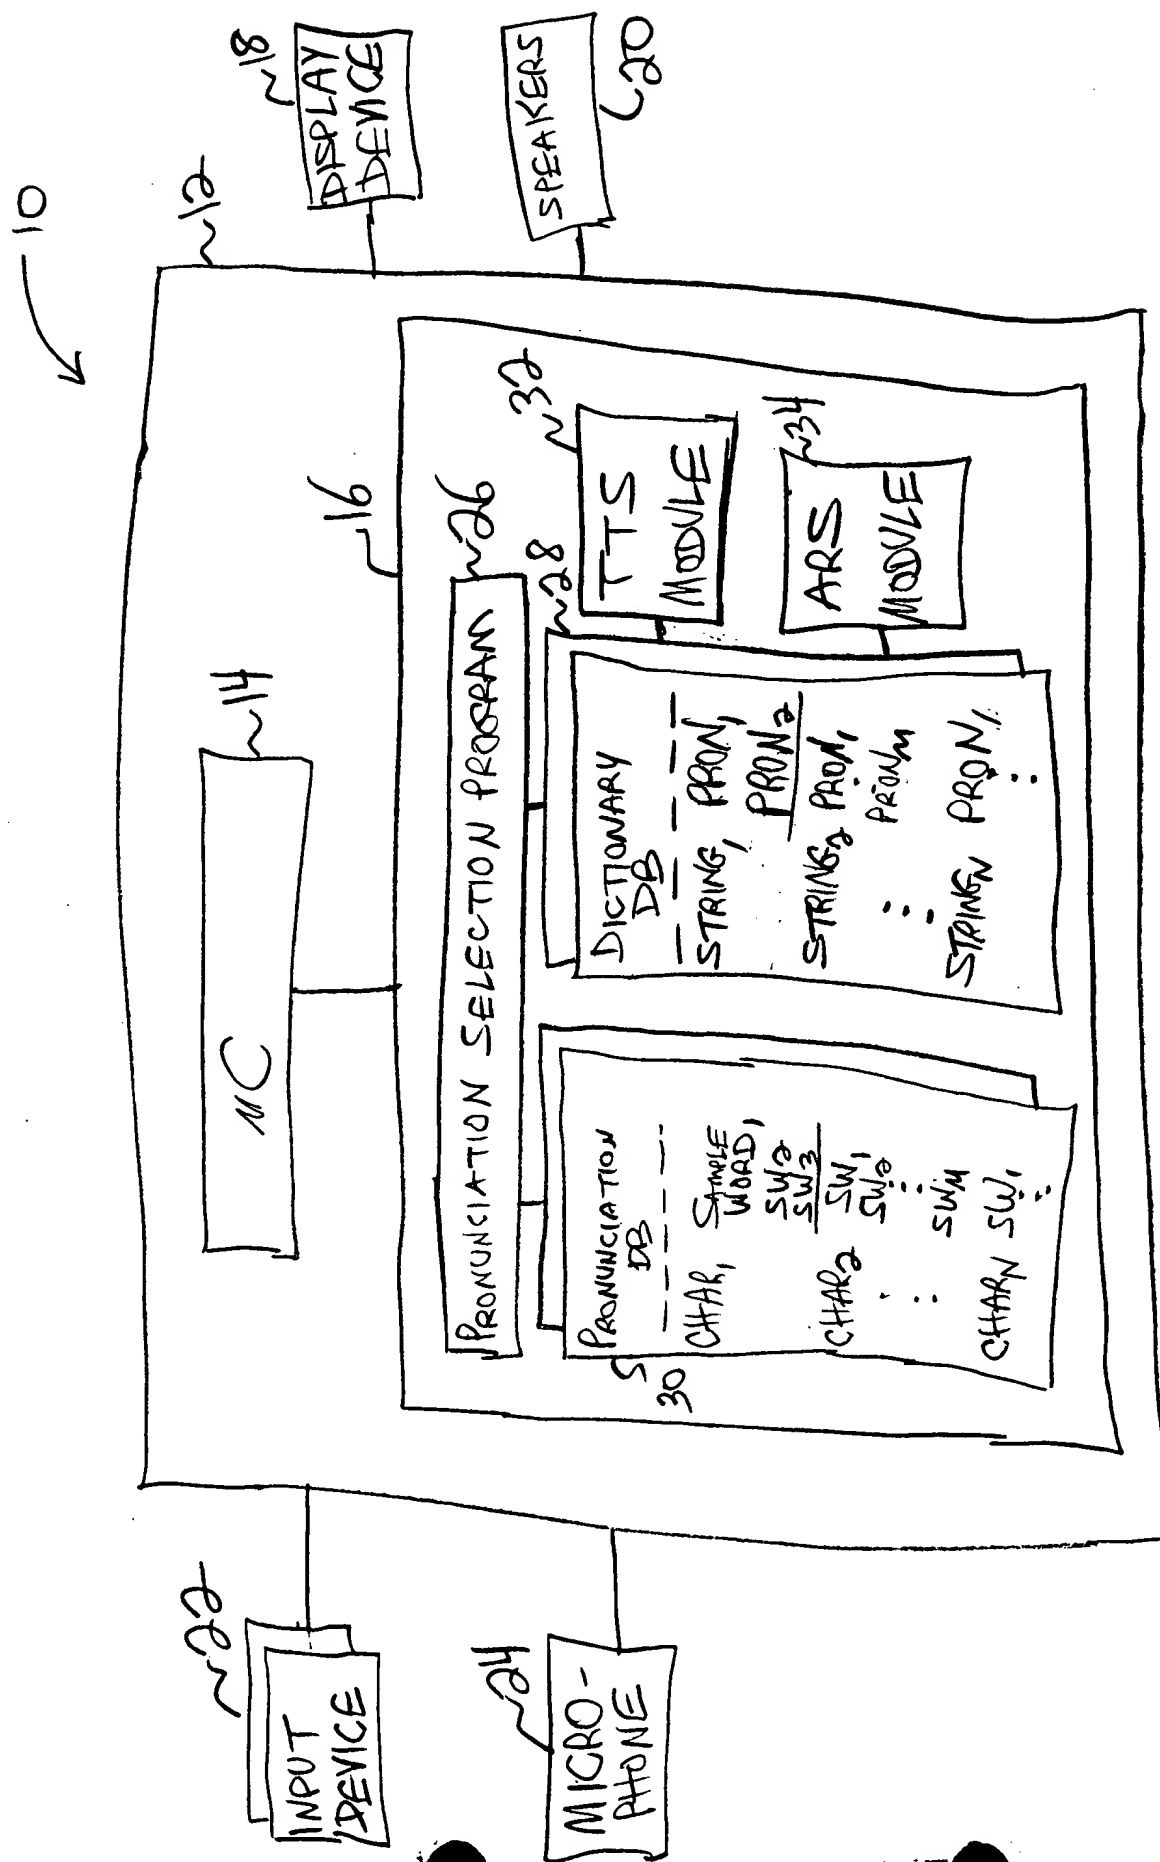 10
12
INPUT
DEVICE
22
MICRO-
PHONE
24
μC
14
16
PRONUNCIATION SELECTION PROGRAM
26
PRONUNCIATION
DB
CHAR1 SAMPLE
WORD1
SW2
SW3
CHAR2 SW1
SW2
SWM
CHARN SW1
30
DICTIONARY
DB
STRING1 PRON1
PRON2
STRING2 PRON1
PRONM
STRINGN PRON1
28
TTS
MODULE
32
ARS
MODULE
34
DISPLAY
DEVICE
18
SPEAKERS
20